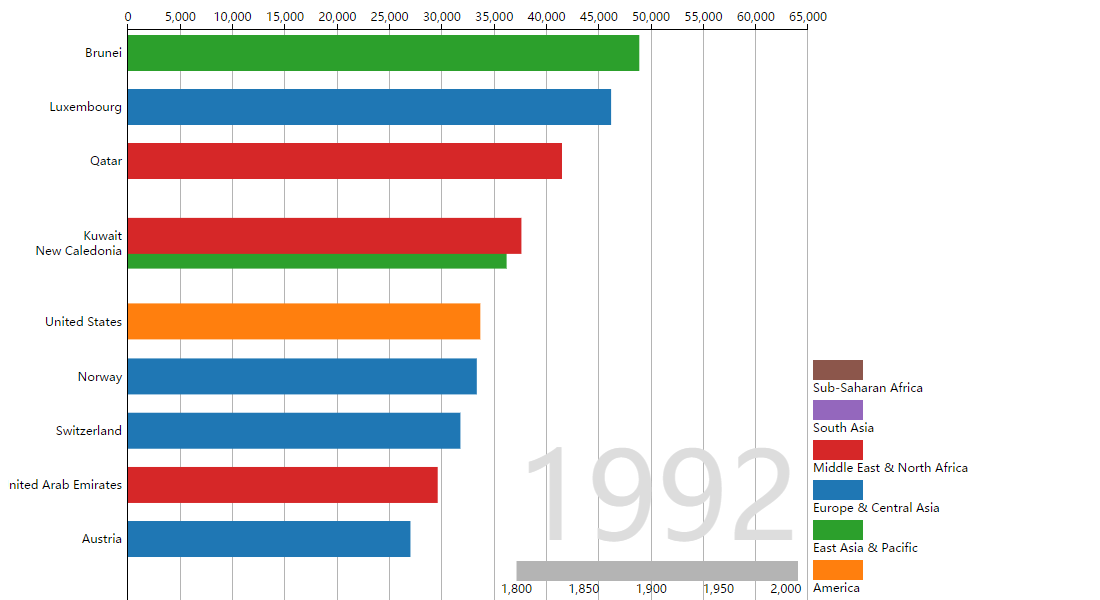 0 5,000 10,000 15,000 20,000 25,000 30,000 35,000 40,000 45,000 50,000 55,000 60,000 65,000
Brunei
Luxembourg
Qatar
Kuwait
New Caledonia
United States
Norway
Switzerland
nited Arab Emirates
Austria
1992
1,800 1,850 1,900 1,950 2,000
Sub-Saharan Africa
South Asia
Middle East & North Africa
Europe & Central Asia
East Asia & Pacific
America